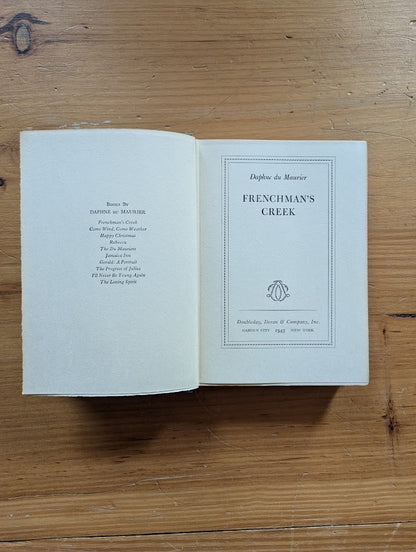 Books By
DAPHNE DU MAURIER
Frenchman's Creek
Come Wind, Come Weather
Happy Christmas
Rebecca
The Du Mauriers
Jamaica Inn
Gerald: A Portrait
The Progress of Julius
I'll Never Be Young Again
The Loving Spirit
Daphne du Maurier
FRENCHMAN'S
CREEK
Doubleday, Doran & Company, Inc.
GARDEN CITY 1943 NEW YORK